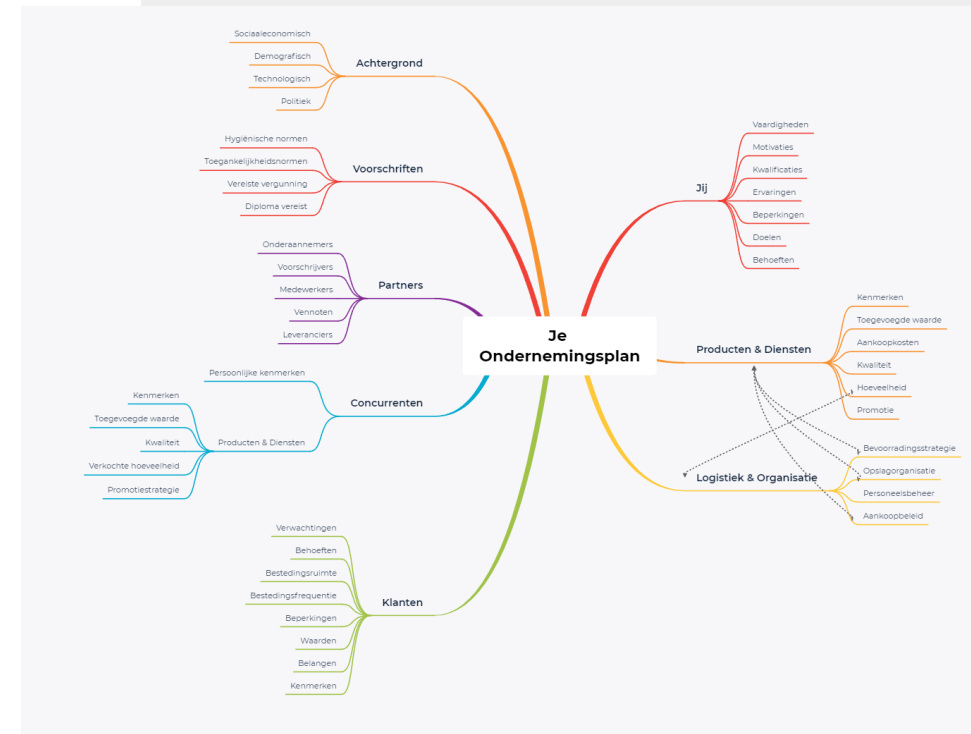 Sociaaleconomisch
Demografisch
Technologisch
Politiek
Achtergrond
Hygiënische normen
Toegankelijkheidsnormen
Vereiste vergunning
Diploma vereist
Voorschriften
Onderaannemers
Voorschrijvers
Medewerkers
Vennoten
Leveranciers
Partners
Persoonlijke kenmerken
Kenmerken
Toegevoegde waarde
Kwaliteit
Verkochte hoeveelheid
Promotiestrategie
Producten & Diensten
Concurrenten
Verwachtingen
Behoeften
Bestedingsruimte
Bestedingsfrequentie
Beperkingen
Waarden
Belangen
Kenmerken
Klanten
Je
Ondernemingsplan
Jij
Vaardigheden
Motivaties
Kwalificaties
Ervaringen
Beperkingen
Doelen
Behoeften
Producten & Diensten
Kenmerken
Toegevoegde waarde
Aankoopkosten
Kwaliteit
Hoeveelheid
Promotie
Logistiek & Organisatie
Bevoorradingsstrategie
Opslagorganisatie
Personeelsbeheer
Aankoopbeleid